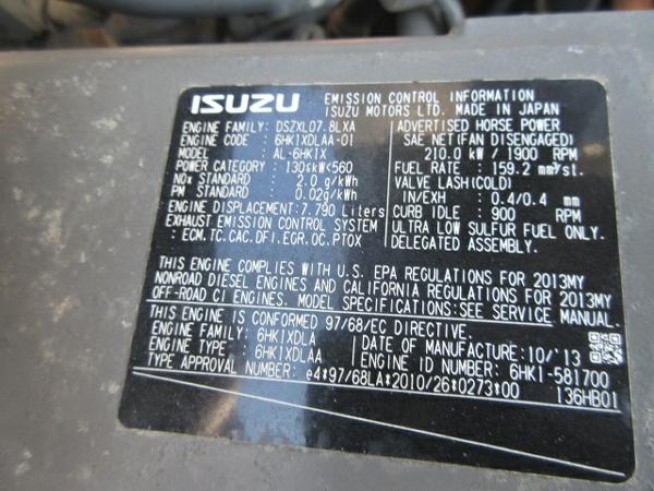 ISUZU
EMISSION CONTROL INFORMATION
ISUZU MOTORS LTD. MADE IN JAPAN
ENGINE FAMILY: DSZXL07.8LXA
ENGINE CODE : 6HK1XDLAA-01
MODEL : AL-6HK1X
POWER CATEGORY : 130≤kW<560
NOx STANDARD : 2.0 g/kWh
PM STANDARD : 0.02g/kWh
ENGINE DISPLACEMENT: 7.790 Liters
EXHAUST EMISSION CONTROL SYSTEM
: ECM.TC.CAC.DFI.EGR.OC.PTOX
ADVERTISED HORSE POWER
SAE NET(FAN DISENGAGED)
210.0 kW / 1900 RPM
FUEL RATE : 159.2 mm³/st.
VALVE LASH(COLD)
IN/EXH : 0.4/0.4 mm
CURB IDLE : 900 RPM
ULTRA LOW SULFUR FUEL ONLY.
DELEGATED ASSEMBLY.
THIS ENGINE COMPLIES WITH U.S. EPA REGULATIONS FOR 2013MY
NONROAD DIESEL ENGINES AND CALIFORNIA REGULATIONS FOR 2013MY
OFF-ROAD CI ENGINES. MODEL SPECIFICATIONS:SEE SERVICE MANUAL.
THIS ENGINE IS CONFORMED 97/68/EC DIRECTIVE.
ENGINE FAMILY: 6HK1XDLA DATE OF MANUFACTURE: 10/'13
ENGINE TYPE : 6HK1XDLAA ENGINE ID NUMBER: 6HK1-581700
TYPE APPROVAL NUMBER: e4*97/68LA*2010/26*0273*00 136HB01